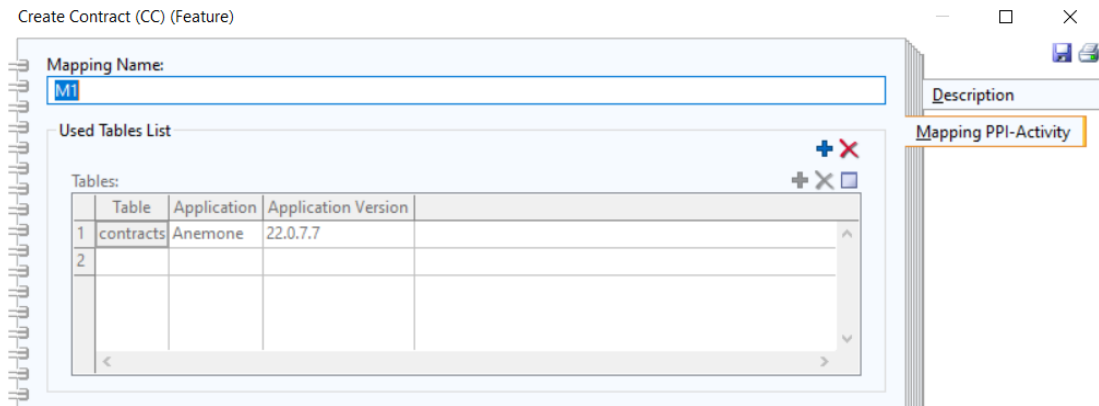 Create Contract (CC) (Feature)
Mapping Name:
M1
Description
Mapping PPI-Activity
Used Tables List
Tables:
Table Application Application Version
1 contracts Anemone 22.0.7.7
2